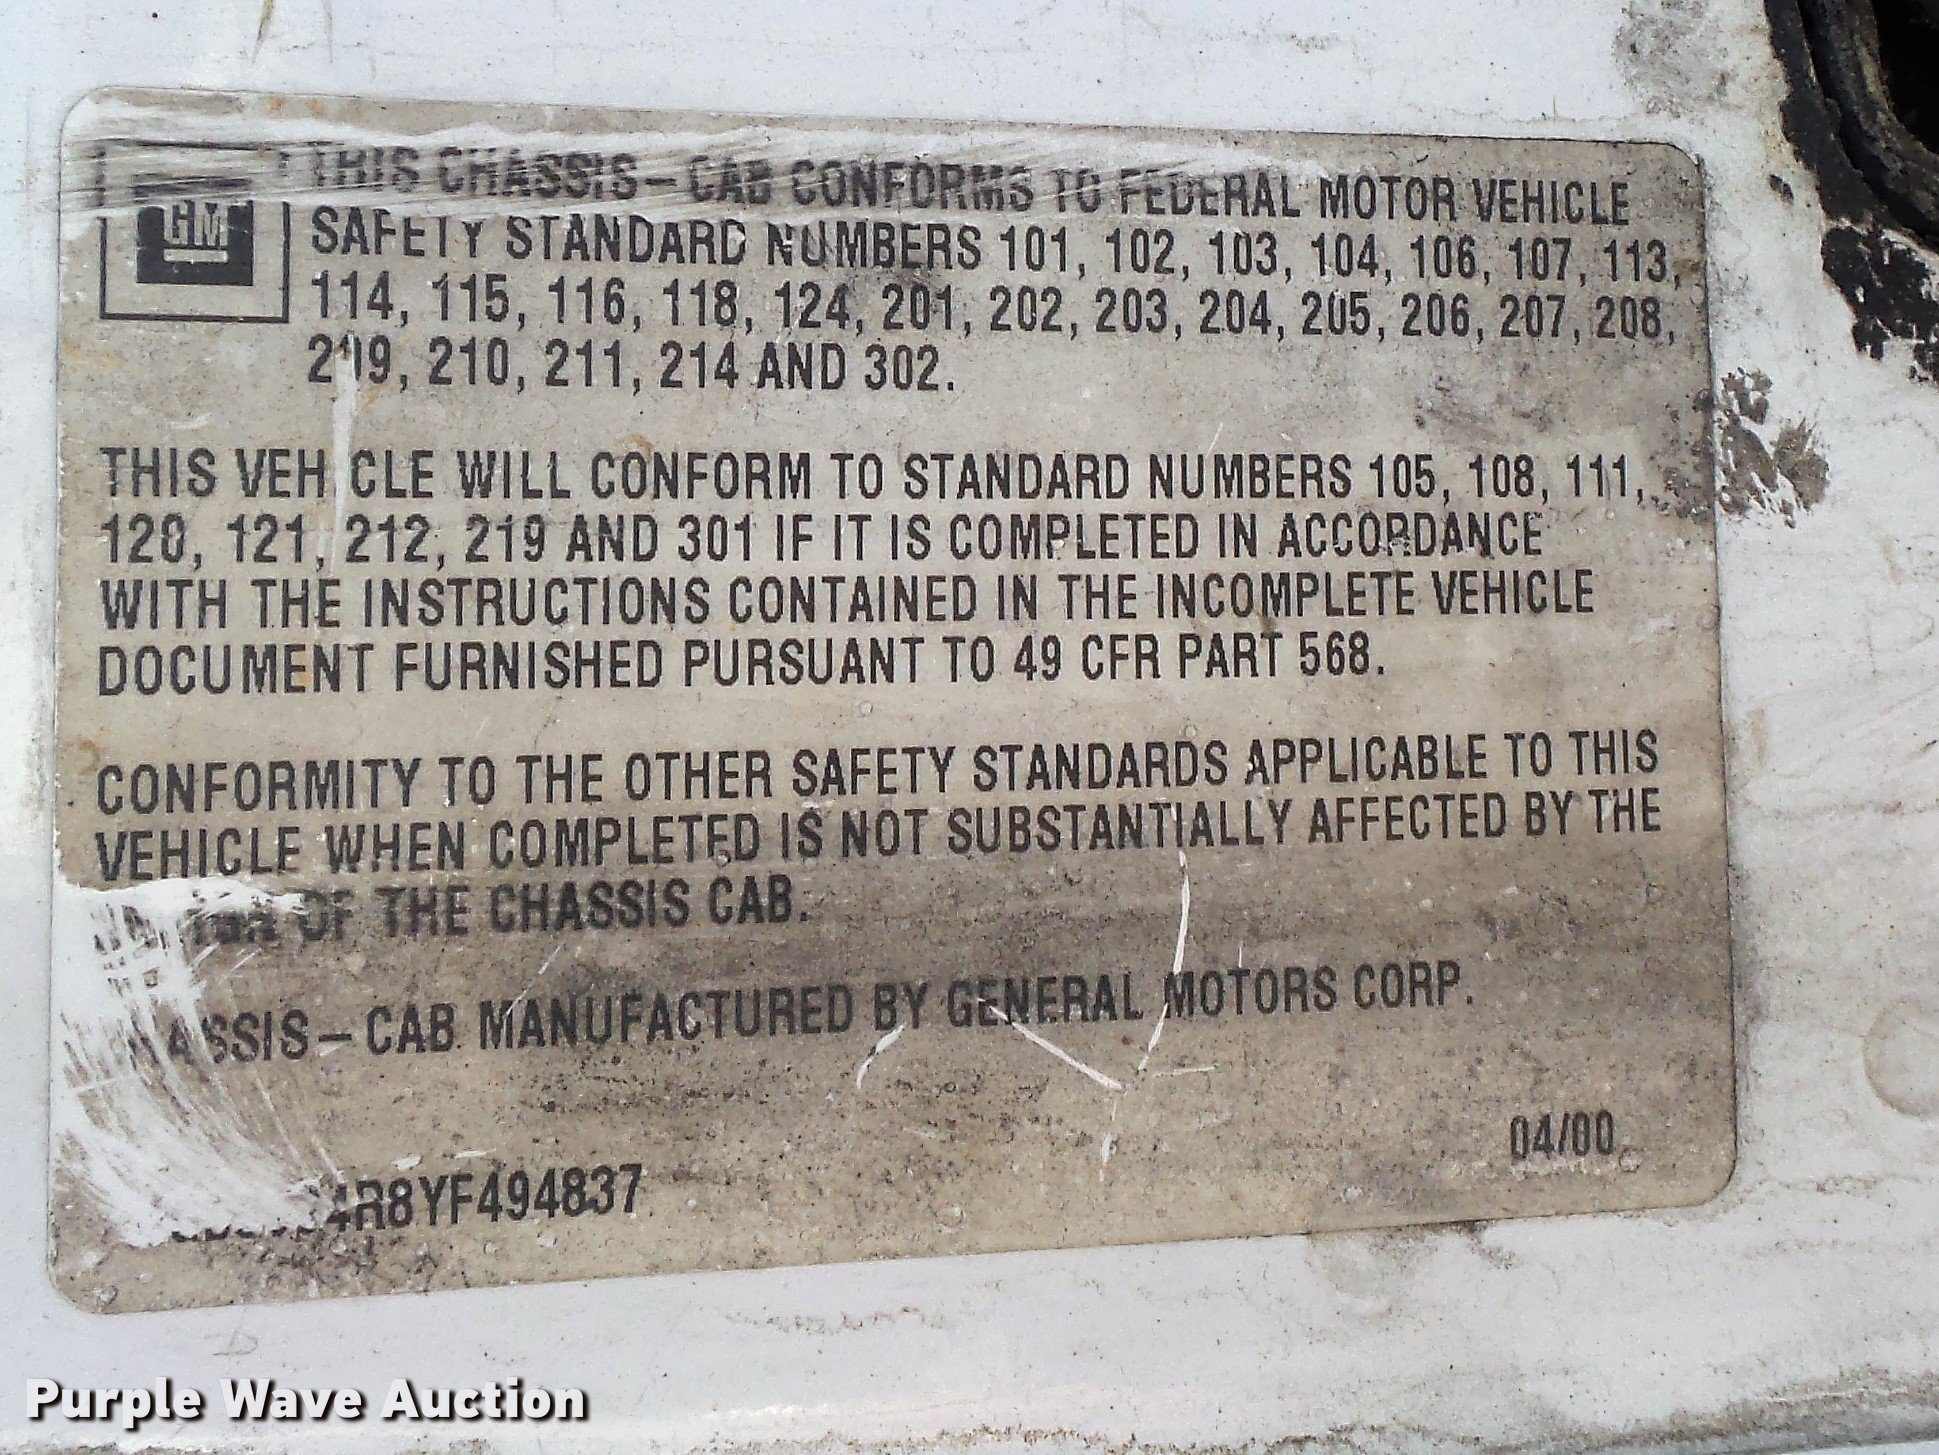 GM
THIS CHASSIS – CAB CONFORMS TO FEDERAL MOTOR VEHICLE
SAFETY STANDARD NUMBERS 101, 102, 103, 104, 106, 107, 113,
114, 115, 116, 118, 124, 201, 202, 203, 204, 205, 206, 207, 208,
209, 210, 211, 214 AND 302.
THIS VEHICLE WILL CONFORM TO STANDARD NUMBERS 105, 108, 111,
120, 121, 212, 219 AND 301 IF IT IS COMPLETED IN ACCORDANCE
WITH THE INSTRUCTIONS CONTAINED IN THE INCOMPLETE VEHICLE
DOCUMENT FURNISHED PURSUANT TO 49 CFR PART 568.
CONFORMITY TO THE OTHER SAFETY STANDARDS APPLICABLE TO THIS
VEHICLE WHEN COMPLETED IS NOT SUBSTANTIALLY AFFECTED BY THE
OF THE CHASSIS CAB.
– CAB MANUFACTURED BY GENERAL MOTORS CORP.
04/00
4R8YF494837
Purple Wave Auction